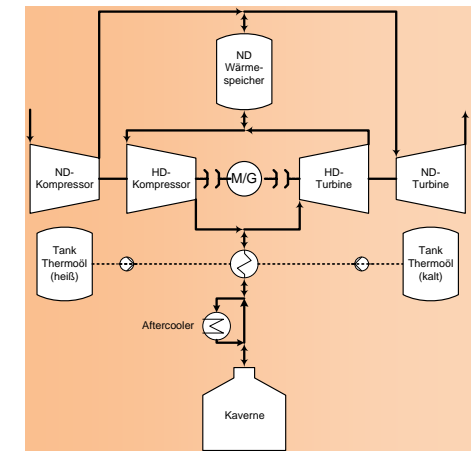 ND
Wärme-
speicher
ND-
Kompressor
HD-
Kompressor
M/G
HD-
Turbine
ND-
Turbine
Tank
Thermoöl
(heiß)
Tank
Thermoöl
(kalt)
Aftercooler
Kaverne